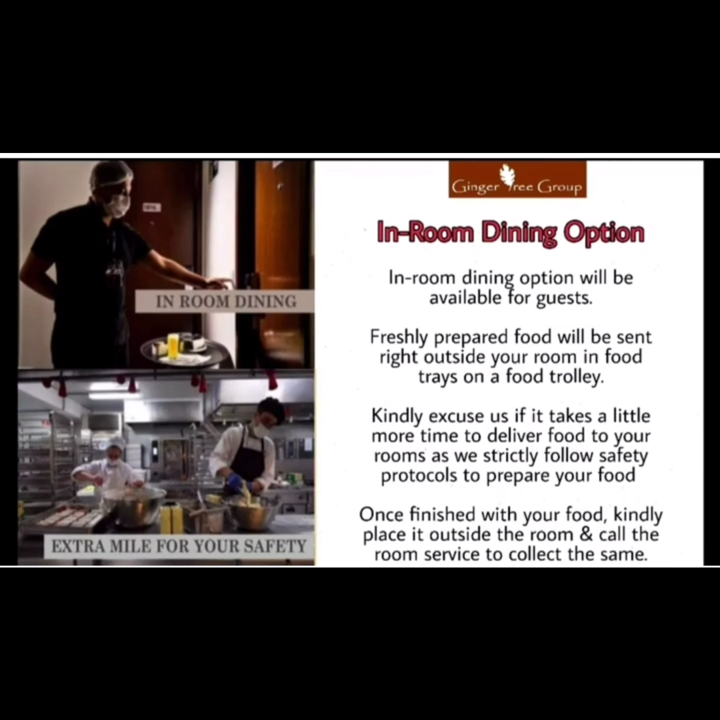 IN ROOM DINING
EXTRA MILE FOR YOUR SAFETY
Ginger Tree Group
In-Room Dining Option
In-room dining option will be
available for guests.
Freshly prepared food will be sent
right outside your room in food
trays on a food trolley.
Kindly excuse us if it takes a little
more time to deliver food to your
rooms as we strictly follow safety
protocols to prepare your food
Once finished with your food, kindly
place it outside the room & call the
room service to collect the same.